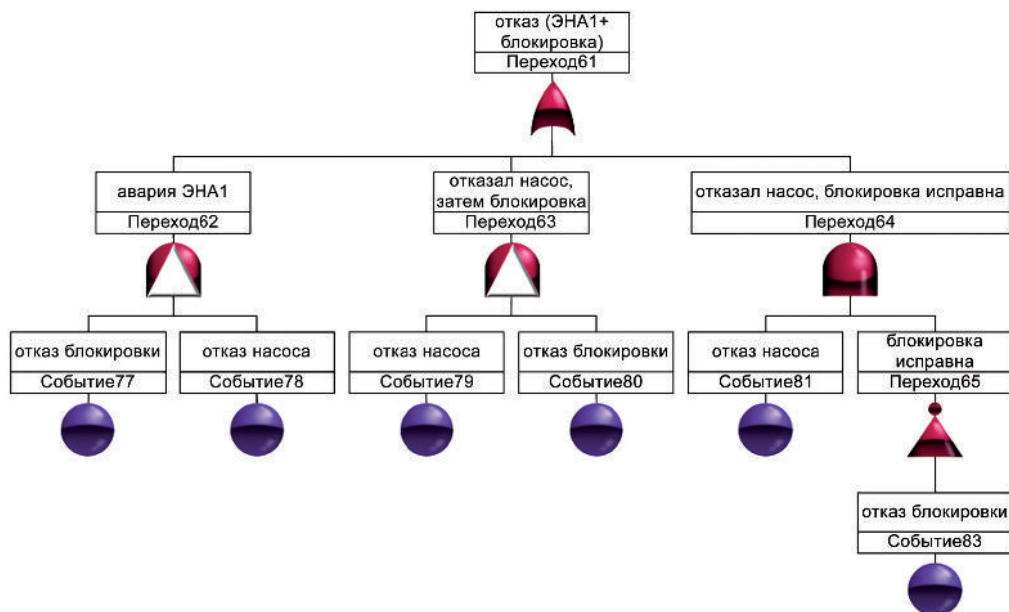 отказ (ЭНА1+
блокировка)
Переход61
авария ЭНА1
Переход62
отказал насос,
затем блокировка
Переход63
отказал насос, блокировка исправна
Переход64
отказ блокировки
Событие77
отказ насоса
Событие78
отказ насоса
Событие79
отказ блокировки
Событие80
отказ насоса
Событие81
блокировка
исправна
Переход65
отказ блокировки
Событие83